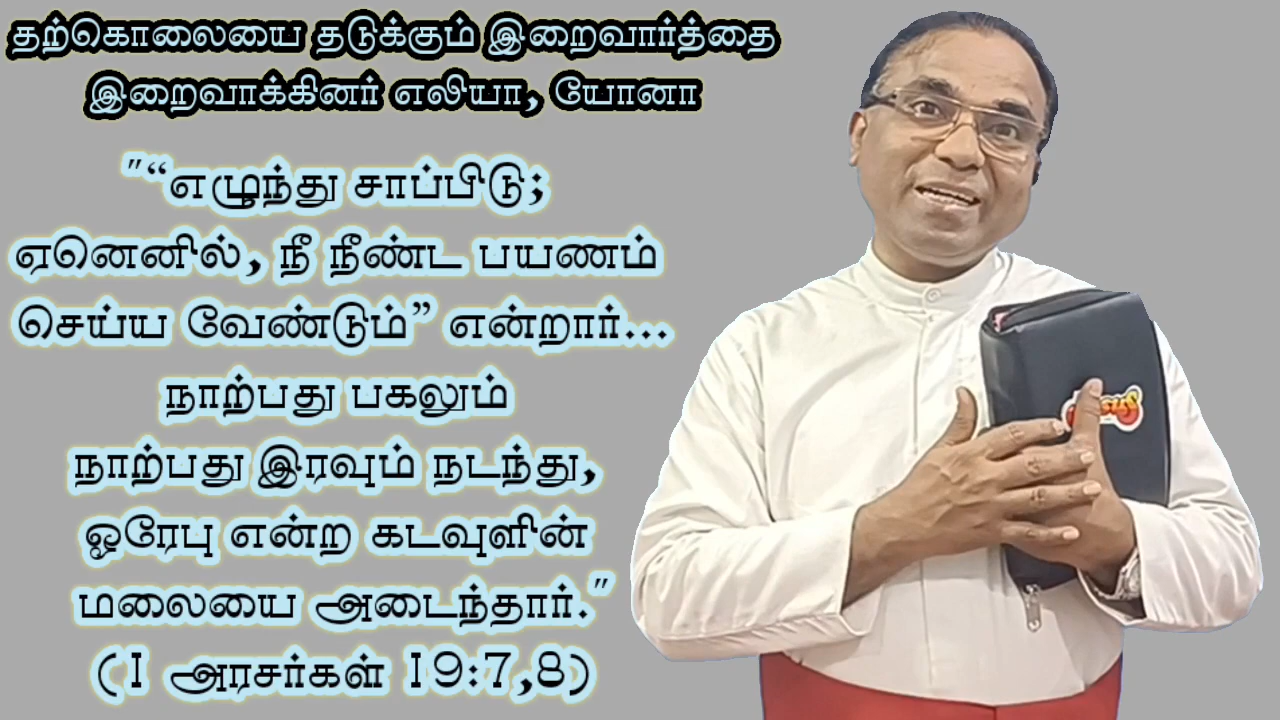 தற்கொலையை தடுக்கும் இறைவார்த்தை
இறைவாக்கினர் எலியா, யோனா
"“எழுந்து சாப்பிடு;
ஏனெனில், நீ நீண்ட பயணம்
செய்ய வேண்டும்” என்றார்...
நாற்பது பகலும்
நாற்பது இரவும் நடந்து,
ஓரேபு என்ற கடவுளின்
மலையை அடைந்தார்."
(1 அரசர்கள் 19:7,8)